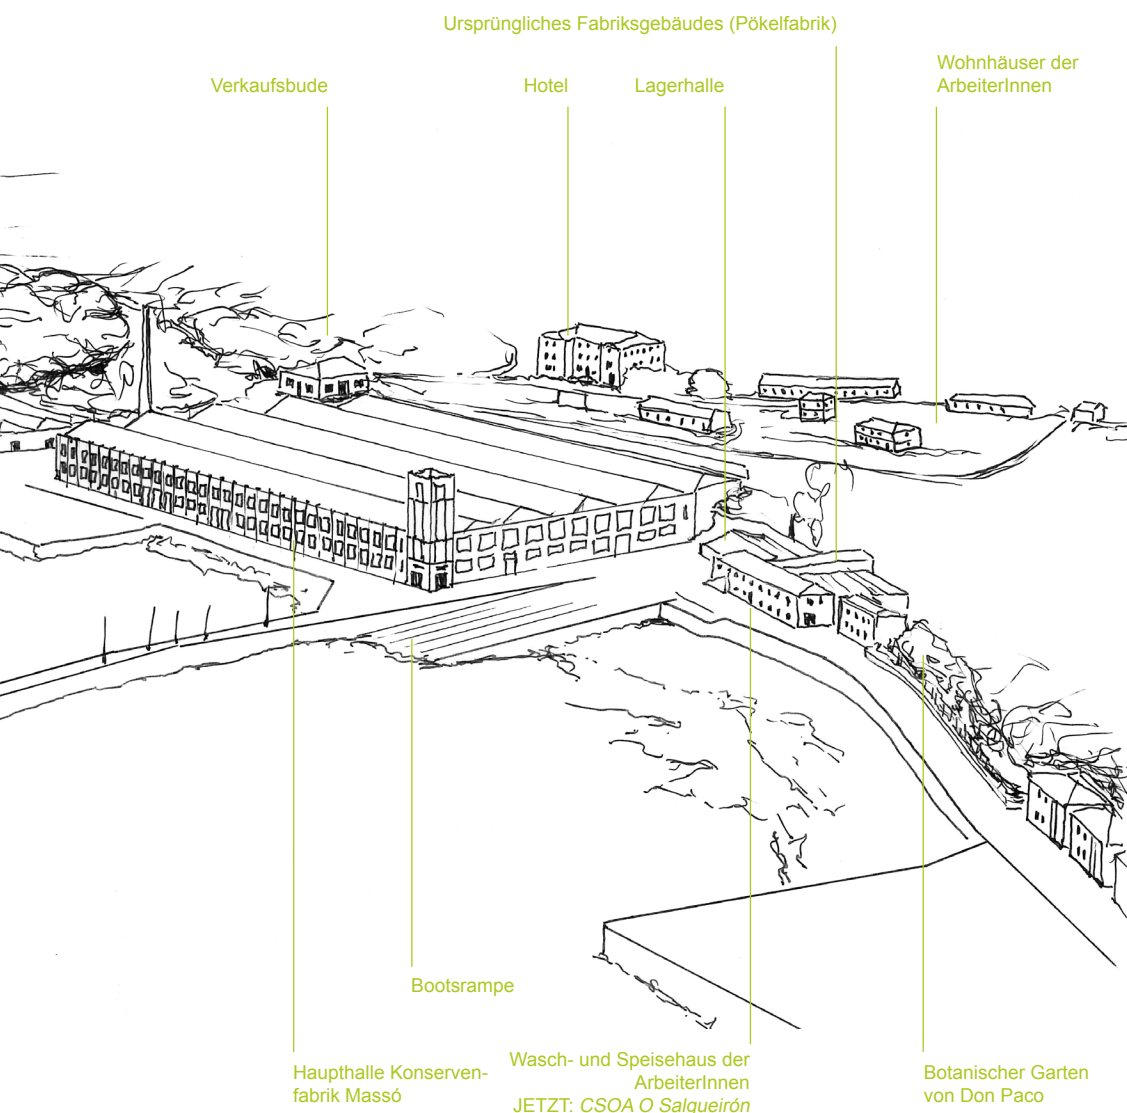 Ursprüngliches Fabriksgebäudes (Pökelfabrik)
Verkaufsbude
Hotel
Lagerhalle
Wohnhäuser der
ArbeiterInnen
Bootsrampe
Haupthalle Konserven-
fabrik Massó
Wasch- und Speisehaus der
ArbeiterInnen
JETZT: CSOA O Salgueirón
Botanischer Garten
von Don Paco